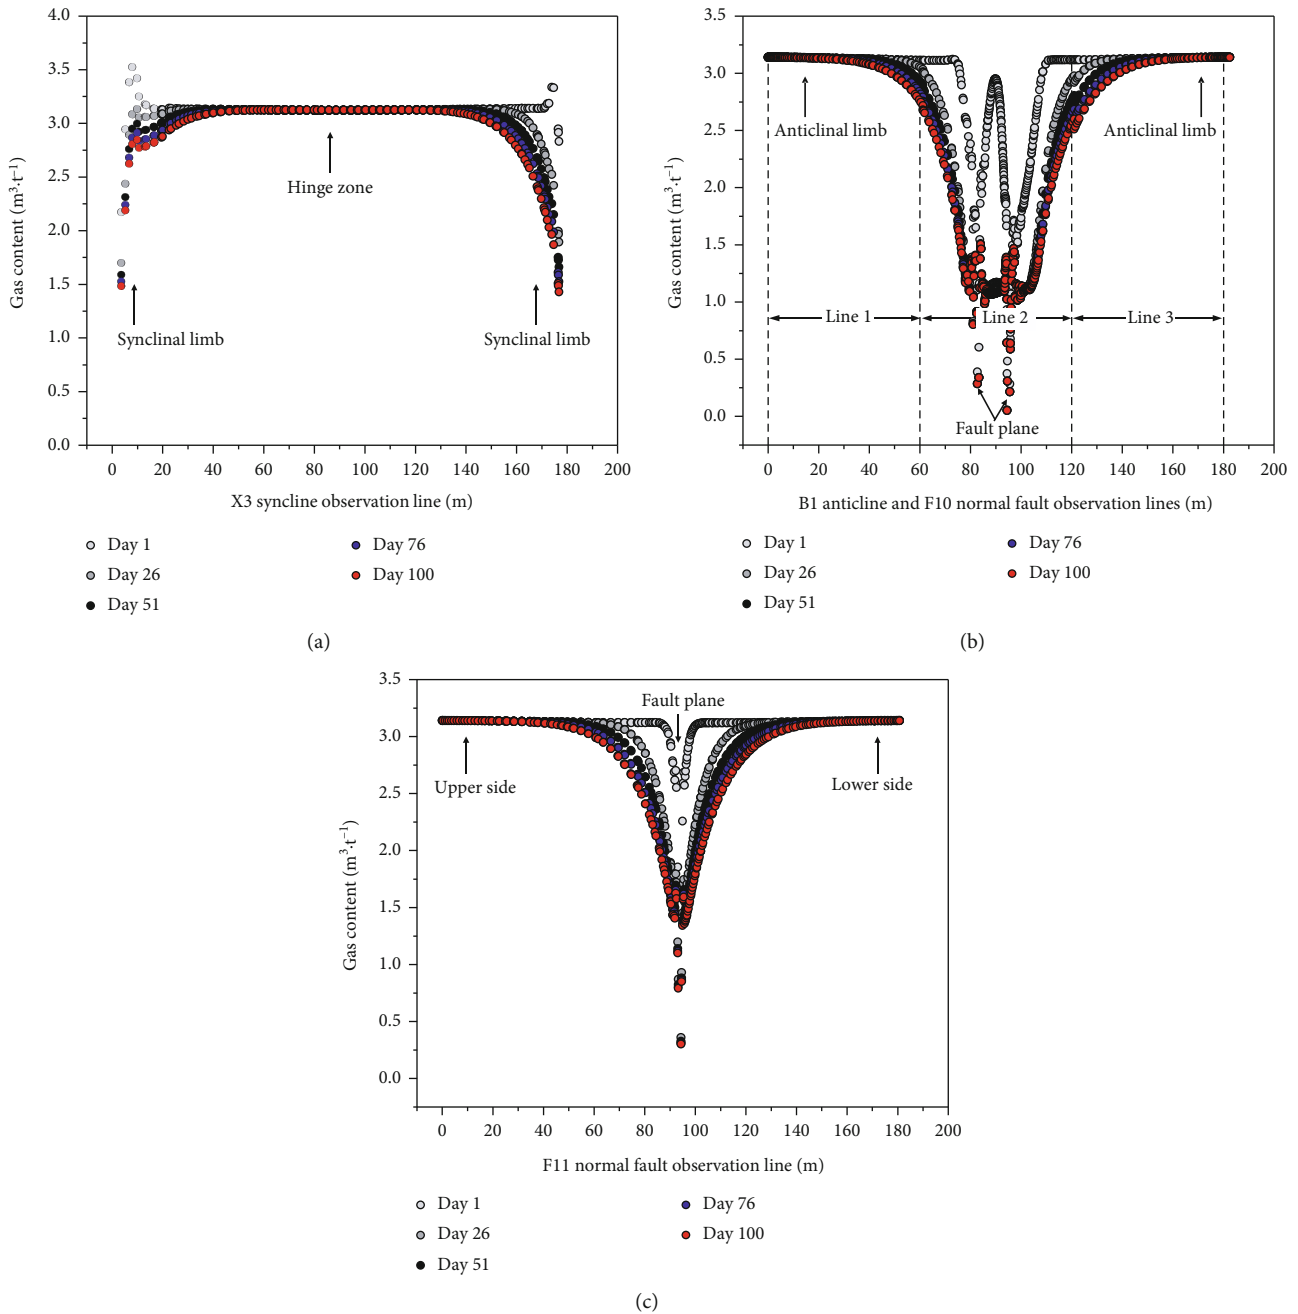 4.0
3.5
3.0
2.5
2.0
1.5
1.0
0.5
0.0
Gas content (m³·t⁻¹)
Hinge zone
Synclinal limb
Synclinal limb
0 20 40 60 80 100 120 140 160 180 200
X3 syncline observation line (m)
Day 1
Day 26
Day 51
Day 76
Day 100
(a)
3.5
3.0
2.5
2.0
1.5
1.0
0.5
0.0
Gas content (m³·t⁻¹)
Anticlinal limb
Anticlinal limb
Line 1
Line 2
Line 3
Fault plane
0 20 40 60 80 100 120 140 160 180 200
B1 anticline and F10 normal fault observation lines (m)
Day 1
Day 26
Day 51
Day 76
Day 100
(b)
3.5
3.0
2.5
2.0
1.5
1.0
0.5
0.0
Gas content (m³·t⁻¹)
Fault plane
Upper side
Lower side
0 20 40 60 80 100 120 140 160 180 200
F11 normal fault observation line (m)
Day 1
Day 26
Day 51
Day 76
Day 100
(c)